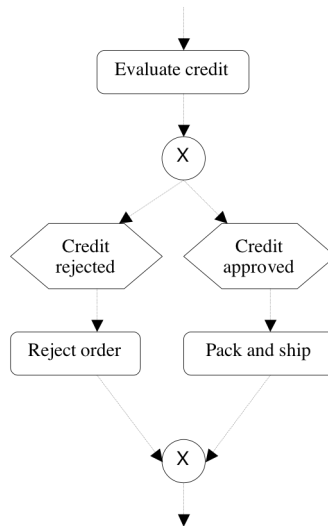 Evaluate credit
X
Credit
rejected
Credit
approved
Reject order
Pack and ship
X